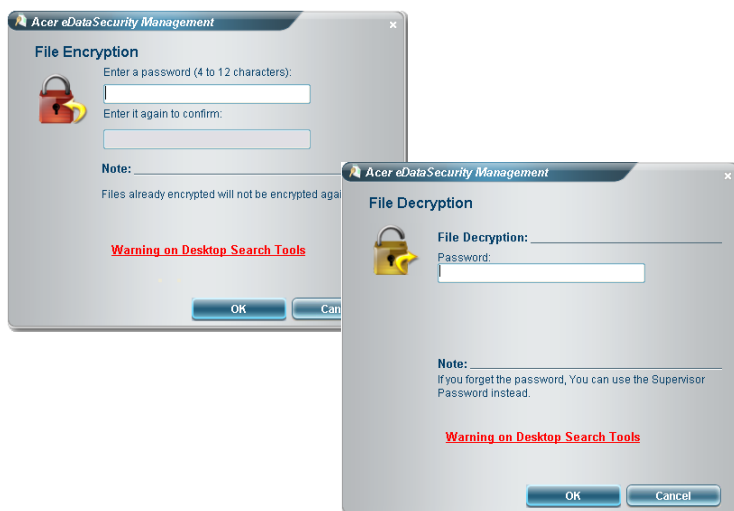 Acer eDataSecurity Management
File Encryption
Enter a password (4 to 12 characters):
Enter it again to confirm:
Note:
Files already encrypted will not be encrypted agai
Warning on Desktop Search Tools
OK
Can
Acer eDataSecurity Management
File Decryption
File Decryption:
Password:
Note:
If you forget the password, You can use the Supervisor
Password instead.
Warning on Desktop Search Tools
OK
Cancel